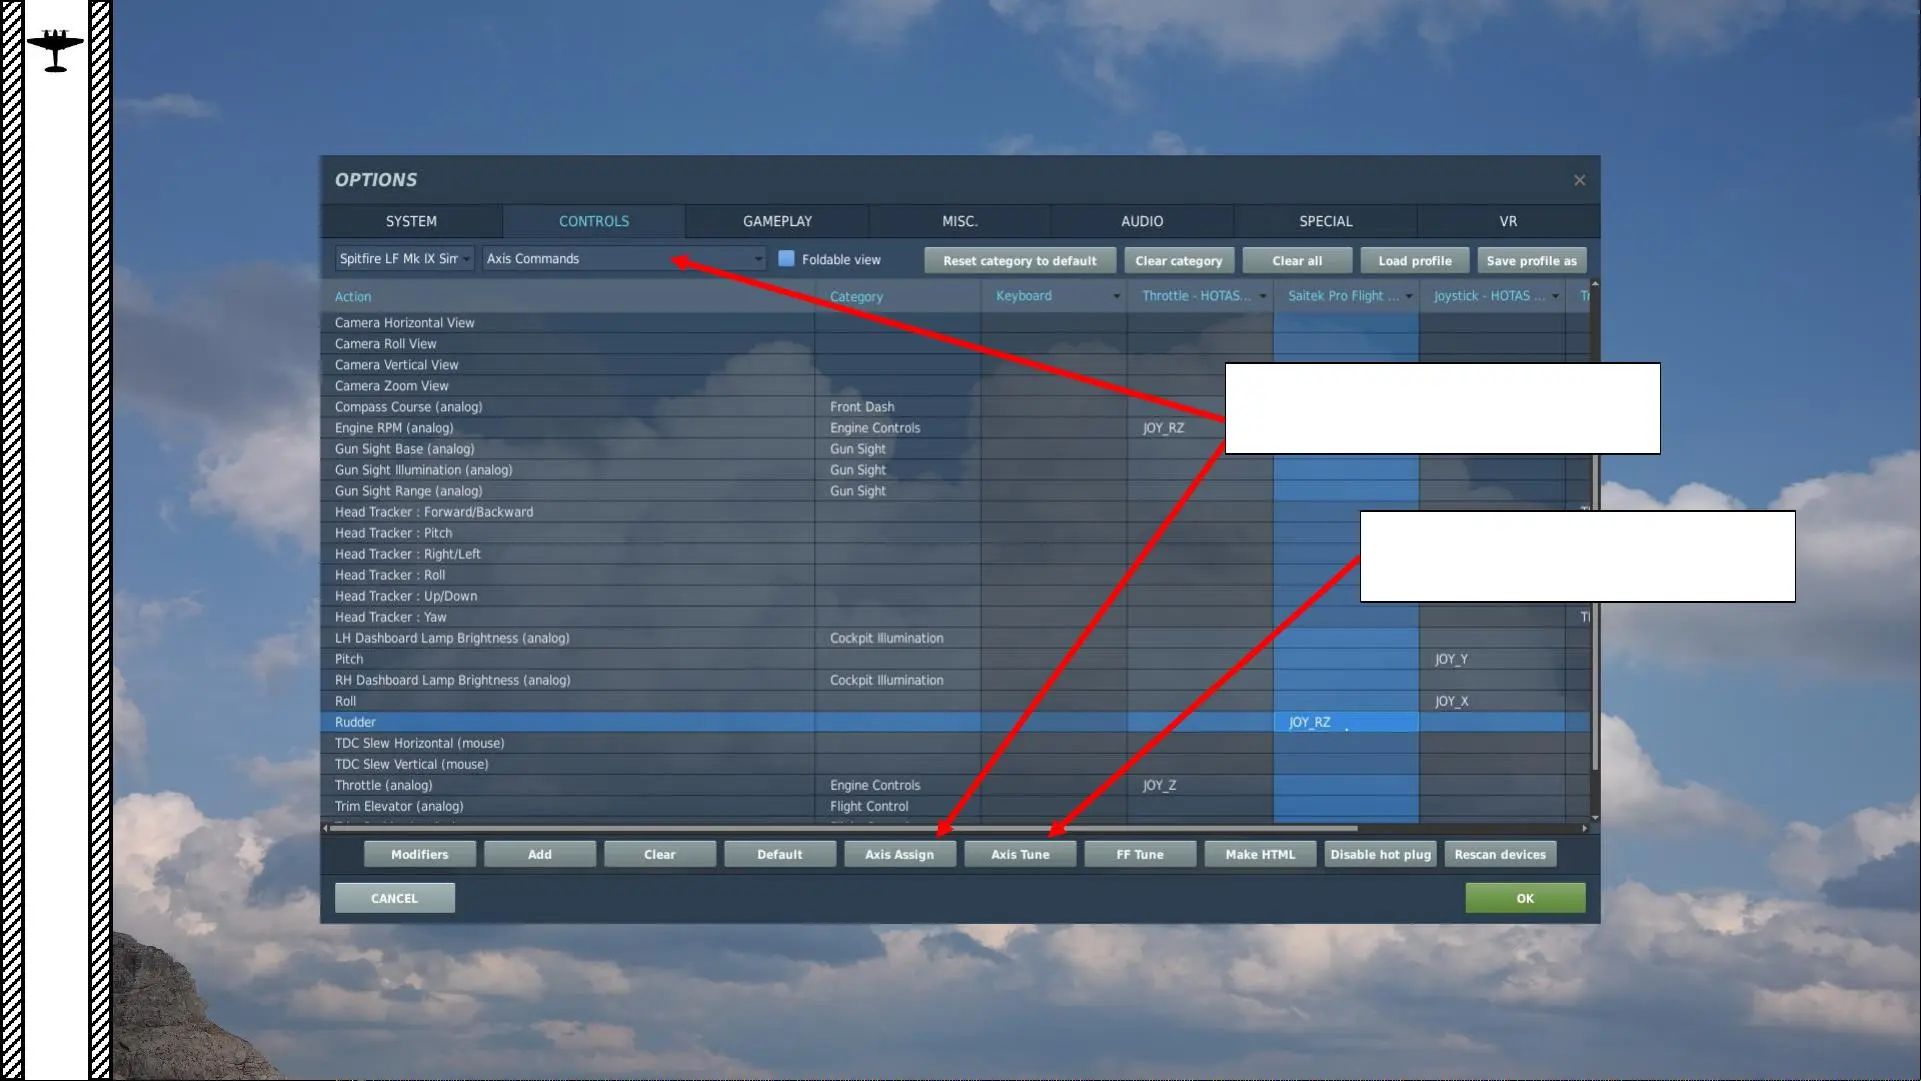 OPTIONS
SYSTEM CONTROLS GAMEPLAY MISC. AUDIO SPECIAL VR
Spitfire LF Mk IX Sim Axis Commands Foldable view Reset category to default Clear category Clear all Load profile Save profile as
Action Category Keyboard Throttle - HOTAS... Saitek Pro Flight ... Joystick - HOTAS ...
Camera Horizontal View
Camera Roll View
Camera Vertical View
Camera Zoom View
Compass Course (analog) Front Dash
Engine RPM (analog) Engine Controls JOY_RZ
Gun Sight Base (analog) Gun Sight
Gun Sight Illumination (analog) Gun Sight
Gun Sight Range (analog) Gun Sight
Head Tracker : Forward/Backward
Head Tracker : Pitch
Head Tracker : Right/Left
Head Tracker : Roll
Head Tracker : Up/Down
Head Tracker : Yaw
LH Dashboard Lamp Brightness (analog) Cockpit Illumination
Pitch JOY_Y
RH Dashboard Lamp Brightness (analog) Cockpit Illumination
Roll JOY_X
Rudder JOY_RZ
TDC Slew Horizontal (mouse)
TDC Slew Vertical (mouse)
Throttle (analog) Engine Controls JOY_Z
Trim Elevator (analog) Flight Control
Modifiers Add Clear Default Axis Assign Axis Tune FF Tune Make HTML Disable hot plug Rescan devices
CANCEL OK